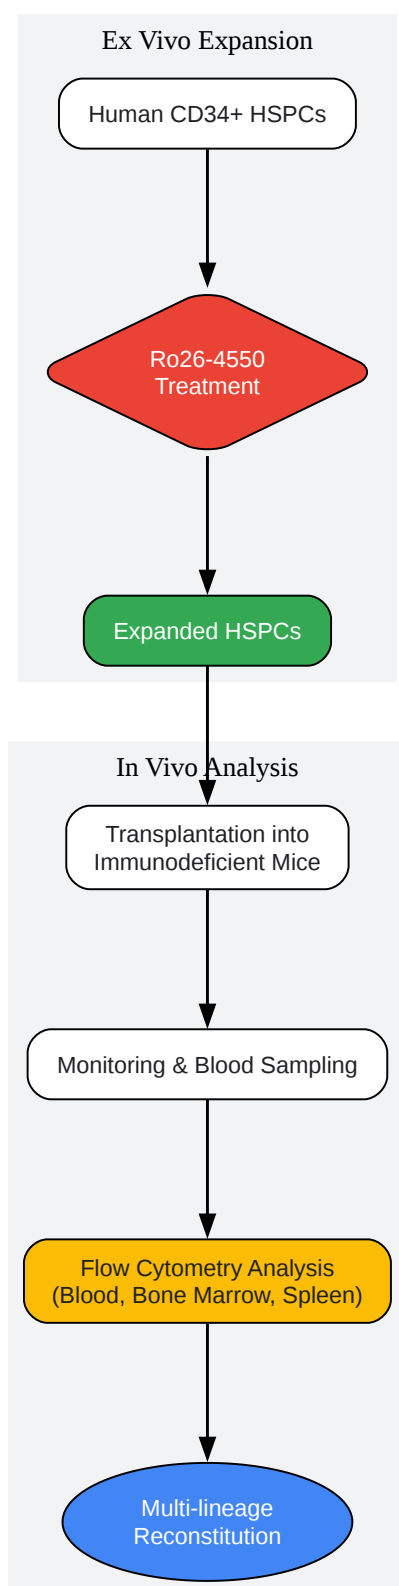 Ex Vivo Expansion
Human CD34+ HSPCs
Ro26-4550
Treatment
Expanded HSPCs
In Vivo Analysis
Transplantation into
Immunodeficient Mice
Monitoring & Blood Sampling
Flow Cytometry Analysis
(Blood, Bone Marrow, Spleen)
Multi-lineage
Reconstitution